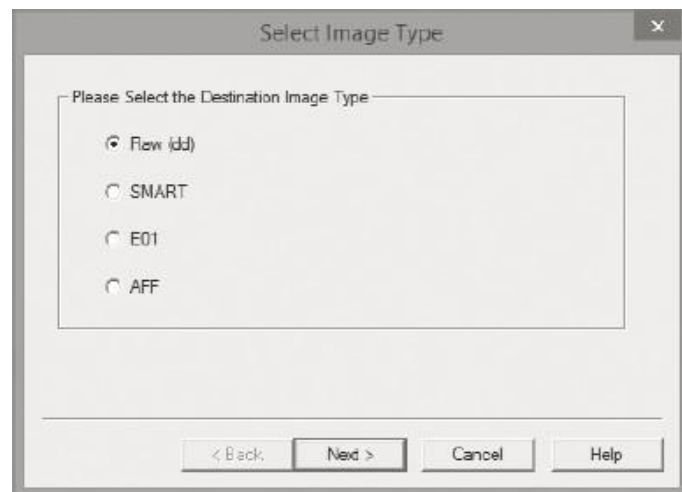 Select Image Type
Please Select the Destination Image Type
Raw (dd)
SMART
E01
AFF
< Back
Next >
Cancel
Help